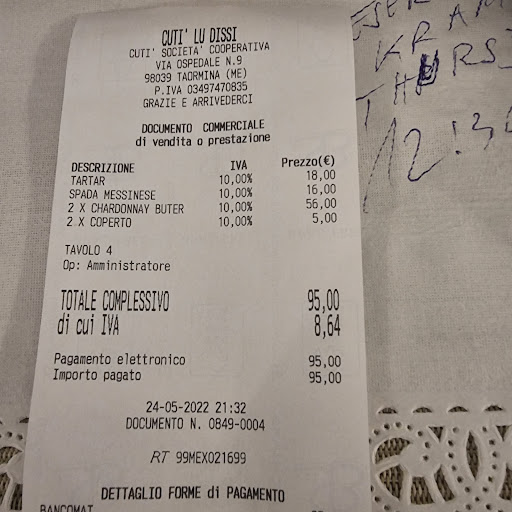 CUTI' LU DISSI
CUTI' SOCIETA' COOPERATIVA
VIA OSPEDALE N.9
98039 TAORMINA (ME)
P.IVA 03497470835
GRAZIE E ARRIVEDERCI
DOCUMENTO COMMERCIALE
di vendita o prestazione
DESCRIZIONE IVA Prezzo(€)
TARTAR 10,00% 18,00
SPADA MESSINESE 10,00% 16,00
2 X CHARDONNAY BUTER 10,00% 56,00
2 X COPERTO 10,00% 5,00
TAVOLO 4
Op: Amministratore
TOTALE COMPLESSIVO 95,00
di cui IVA 8,64
Pagamento elettronico 95,00
Importo pagato 95,00
24-05-2022 21:32
DOCUMENTO N. 0849-0004
RT 99MEX021699
DETTAGLIO FORME di PAGAMENTO
BANCOMAT
KRAM
THURS